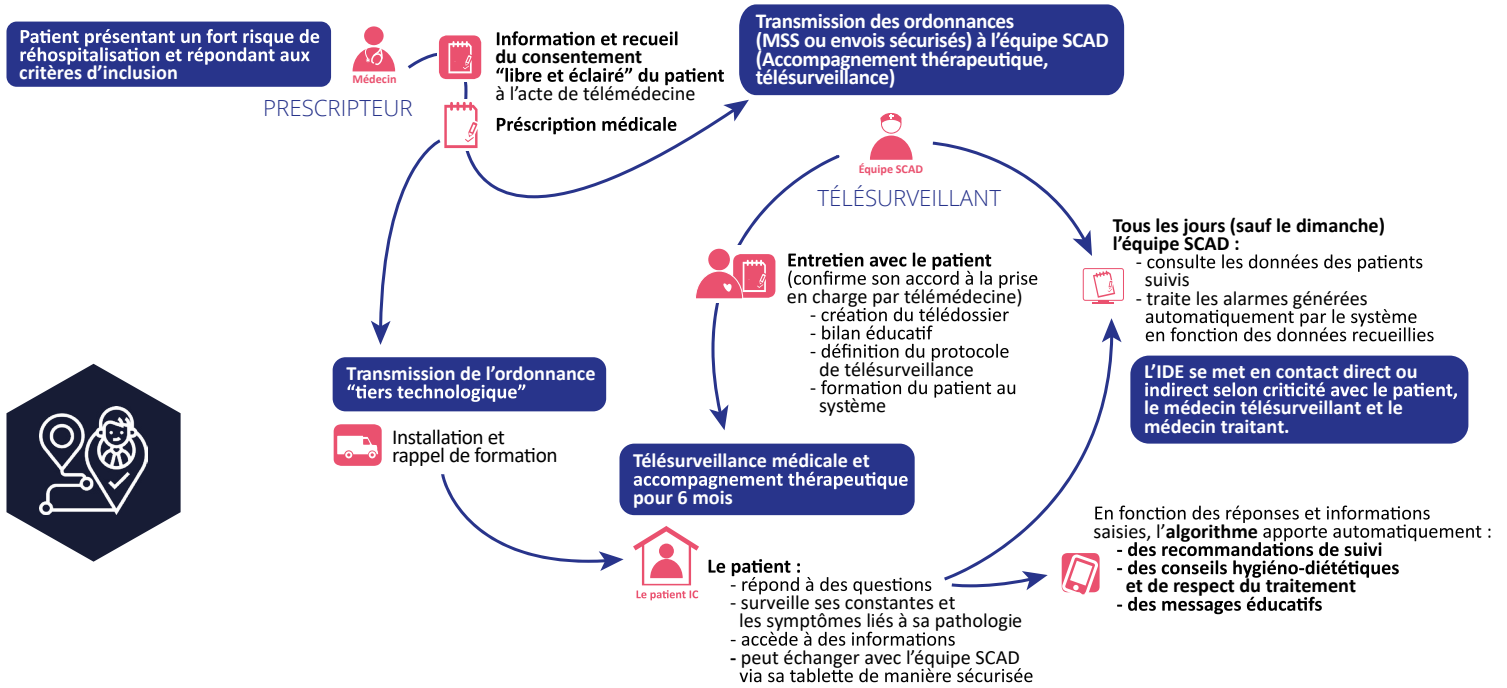 Patient présentant un fort risque de
réhospitalisation et répondant aux
critères d'inclusion
Médecin
PRESCRIPTEUR
Information et recueil
du consentement
“libre et éclairé” du patient
à l'acte de télémédecine
Préscription médicale
Transmission des ordonnances
(MSS ou envois sécurisés) à l'équipe SCAD
(Accompagnement thérapeutique,
télésurveillance)
Équipe SCAD
TÉLÉSURVEILLANT
Entretien avec le patient
(confirme son accord à la prise
en charge par télémédecine)
- création du télédossier
- bilan éducatif
- définition du protocole
de télésurveillance
- formation du patient au
système
Tous les jours (sauf le dimanche)
l'équipe SCAD :
- consulte les données des patients
suivis
- traite les alarmes générées
automatiquement par le système
en fonction des données recueillies
L'IDE se met en contact direct ou
indirect selon criticité avec le patient,
le médecin télésurveillant et le
médecin traitant.
Transmission de l'ordonnance
“tiers technologique”
Installation et
rappel de formation
Télésurveillance médicale et
accompagnement thérapeutique
pour 6 mois
Le patient IC
Le patient :
- répond à des questions
- surveille ses constantes et
les symptômes liés à sa pathologie
- accède à des informations
- peut échanger avec l'équipe SCAD
via sa tablette de manière sécurisée
En fonction des réponses et informations
saisies, l'algorithme apporte automatiquement :
- des recommandations de suivi
- des conseils hygiéno-diététiques
et de respect du traitement
- des messages éducatifs